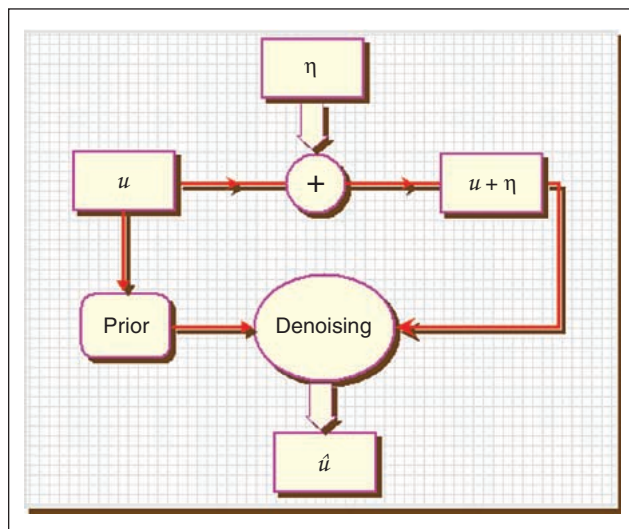 η
u
+
u + η
Prior
Denoising
û